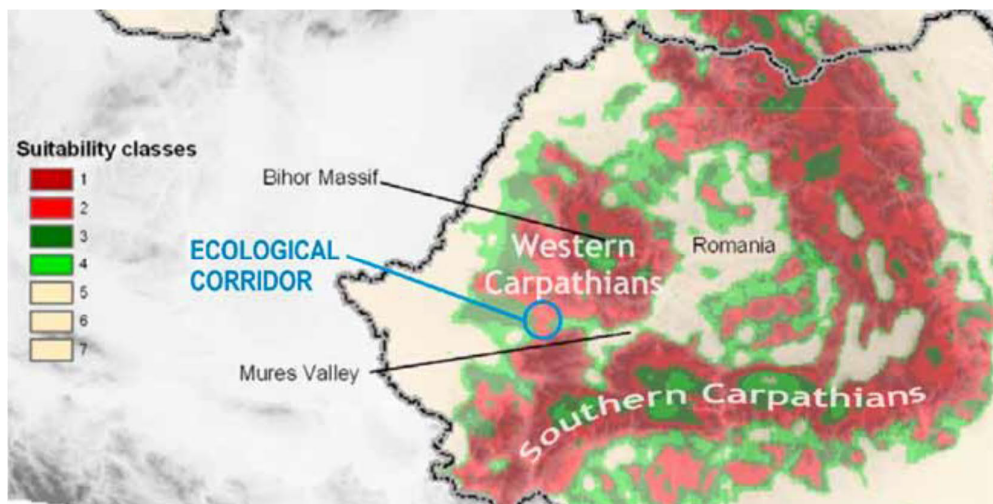 Suitability classes
1
2
3
4
5
6
7
Bihor Massif
ECOLOGICAL
CORRIDOR
Western
Carpathians
Romania
Mures Valley
Southern Carpathians